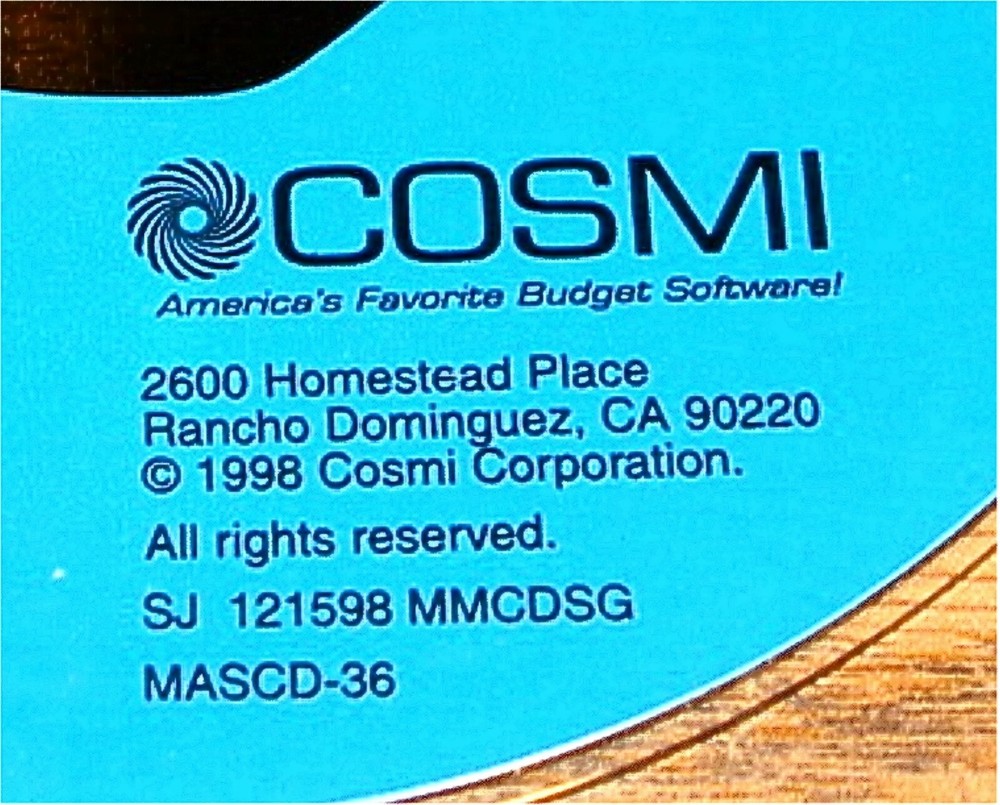 COSMI
America's Favorite Budget Software!
2600 Homestead Place
Rancho Dominguez, CA 90220
© 1998 Cosmi Corporation.
All rights reserved.
SJ 121598 MMCDSG
MASCD-36